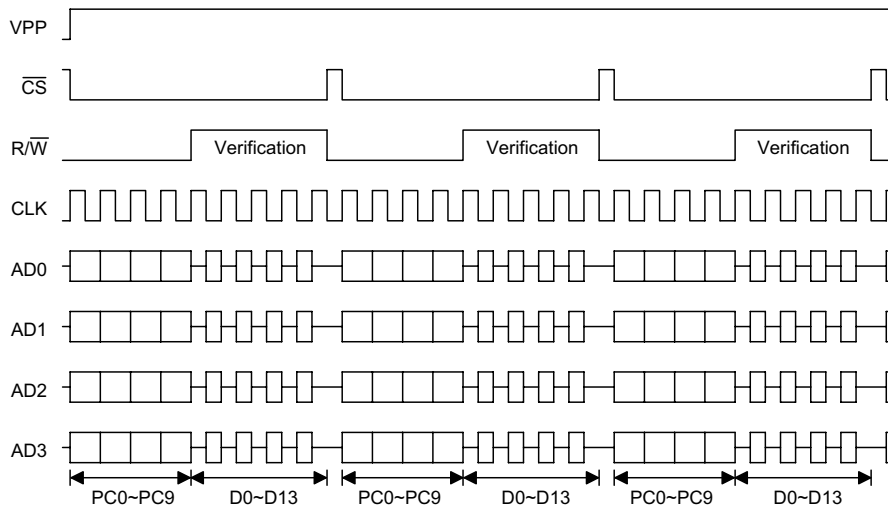 VPP
C̅S̅
R/W̅ Verification Verification Verification
CLK
AD0
AD1
AD2
AD3
PC0~PC9 D0~D13 PC0~PC9 D0~D13 PC0~PC9 D0~D13